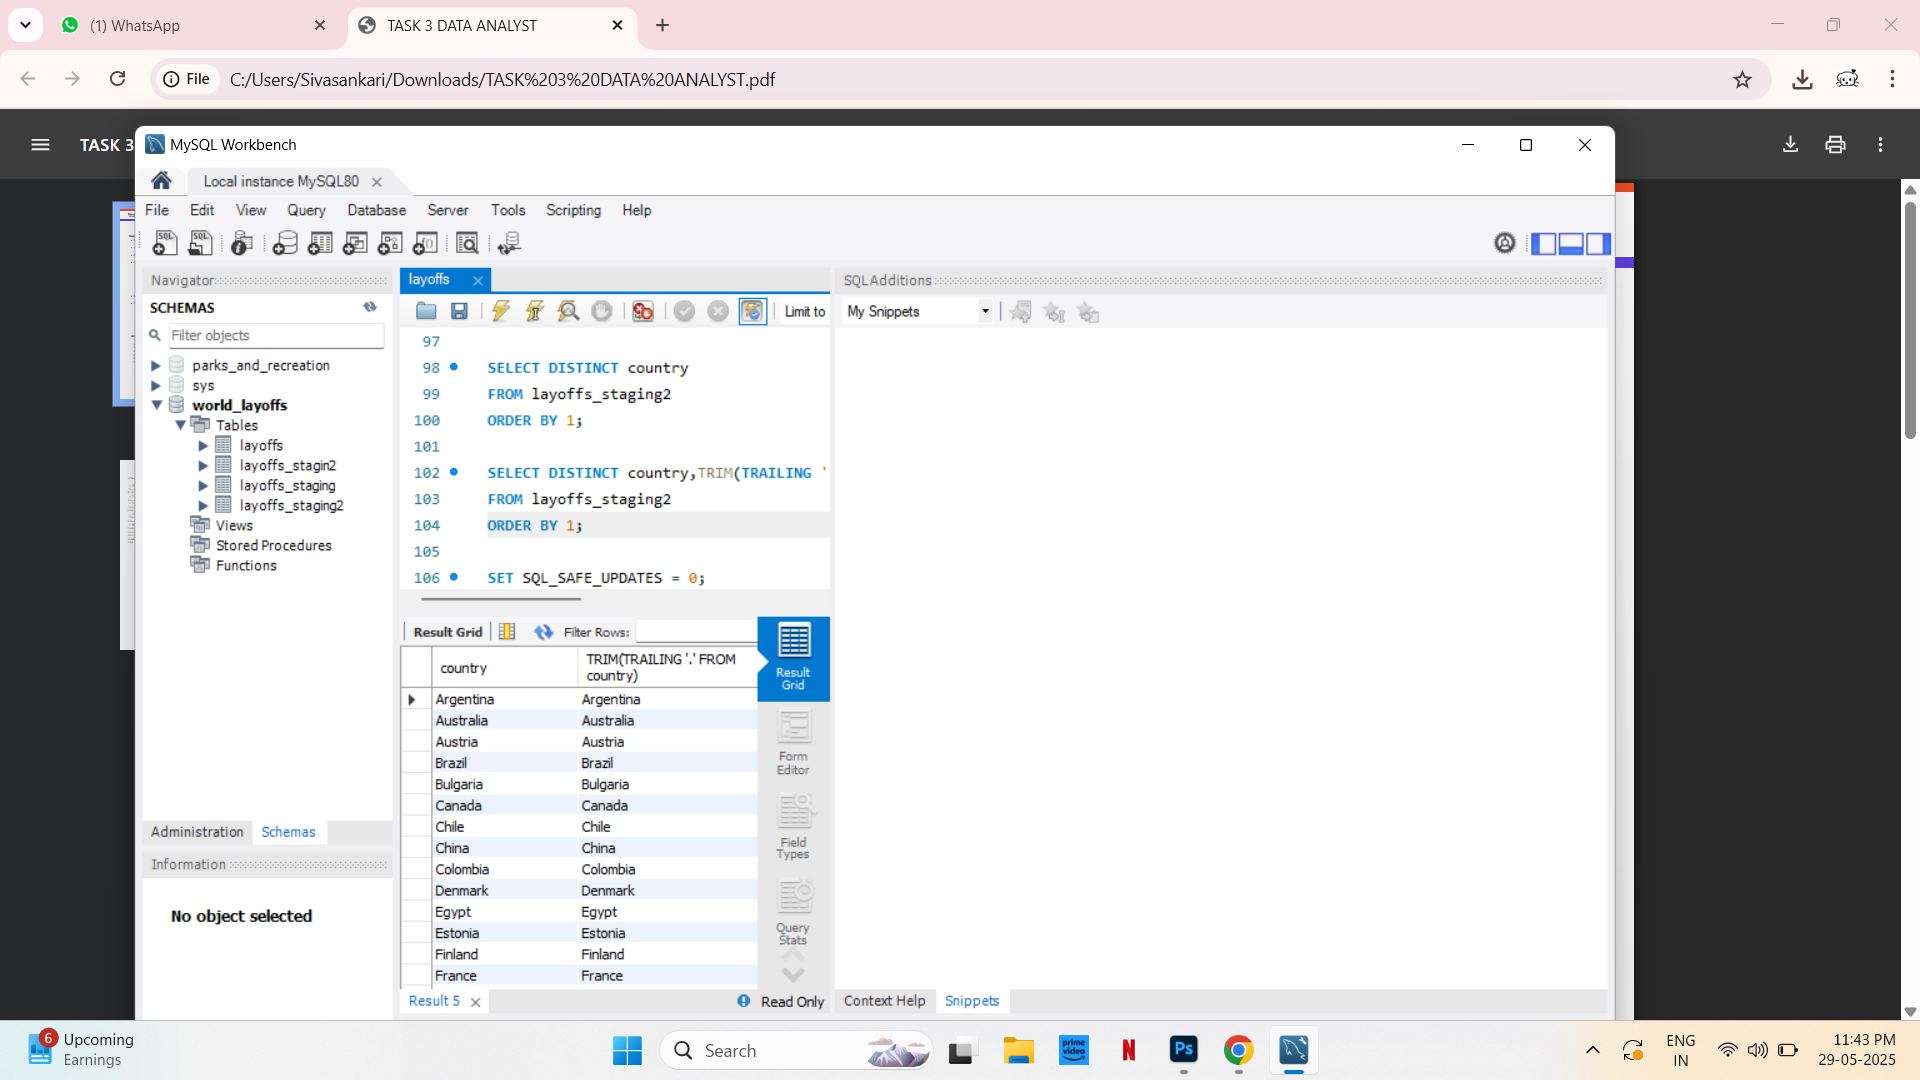 (1) WhatsApp
TASK 3 DATA ANALYST
File
C:/Users/Sivasankari/Downloads/TASK%203%20DATA%20ANALYST.pdf
TASK 3
MySQL Workbench
Local instance MySQL80
File Edit View Query Database Server Tools Scripting Help
Navigator
SCHEMAS
Filter objects
parks_and_recreation
sys
world_layoffs
Tables
layoffs
layoffs_stagin2
layoffs_staging
layoffs_staging2
Views
Stored Procedures
Functions
Administration Schemas
Information
No object selected
layoffs
Limit to
97
98 SELECT DISTINCT country
99 FROM layoffs_staging2
100 ORDER BY 1;
101
102 SELECT DISTINCT country,TRIM(TRAILING '
103 FROM layoffs_staging2
104 ORDER BY 1;
105
106 SET SQL_SAFE_UPDATES = 0;
Result Grid Filter Rows:
country TRIM(TRAILING '.' FROM
country)
Argentina Argentina
Australia Australia
Austria Austria
Brazil Brazil
Bulgaria Bulgaria
Canada Canada
Chile Chile
China China
Colombia Colombia
Denmark Denmark
Egypt Egypt
Estonia Estonia
Finland Finland
France France
Result
Grid
Form
Editor
Field
Types
Query
Stats
Result 5
Read Only
SQLAdditions
My Snippets
Context Help Snippets
6
Upcoming
Earnings
Search
prime
video
N
Ps
ENG
IN
11:43 PM
29-05-2025